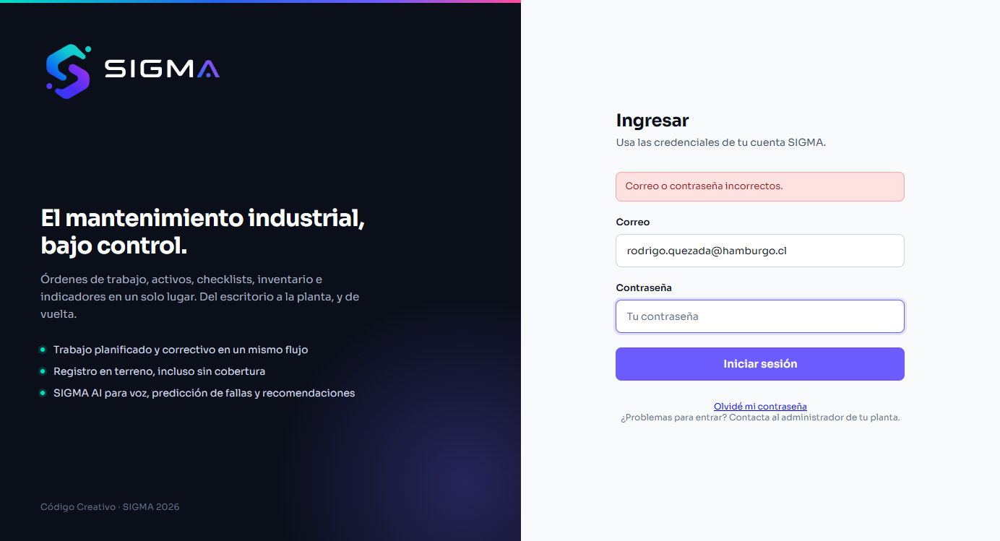 SIGMA
El mantenimiento industrial,
bajo control.
Órdenes de trabajo, activos, checklists, inventario e
indicadores en un solo lugar. Del escritorio a la planta, y de
vuelta.
Trabajo planificado y correctivo en un mismo flujo
Registro en terreno, incluso sin cobertura
SIGMA AI para voz, predicción de fallas y recomendaciones
Código Creativo · SIGMA 2026
Ingresar
Usa las credenciales de tu cuenta SIGMA.
Correo o contraseña incorrectos.
Correo
rodrigo.quezada@hamburgo.cl
Contraseña
Tu contraseña
Iniciar sesión
Olvidé mi contraseña
¿Problemas para entrar? Contacta al administrador de tu planta.